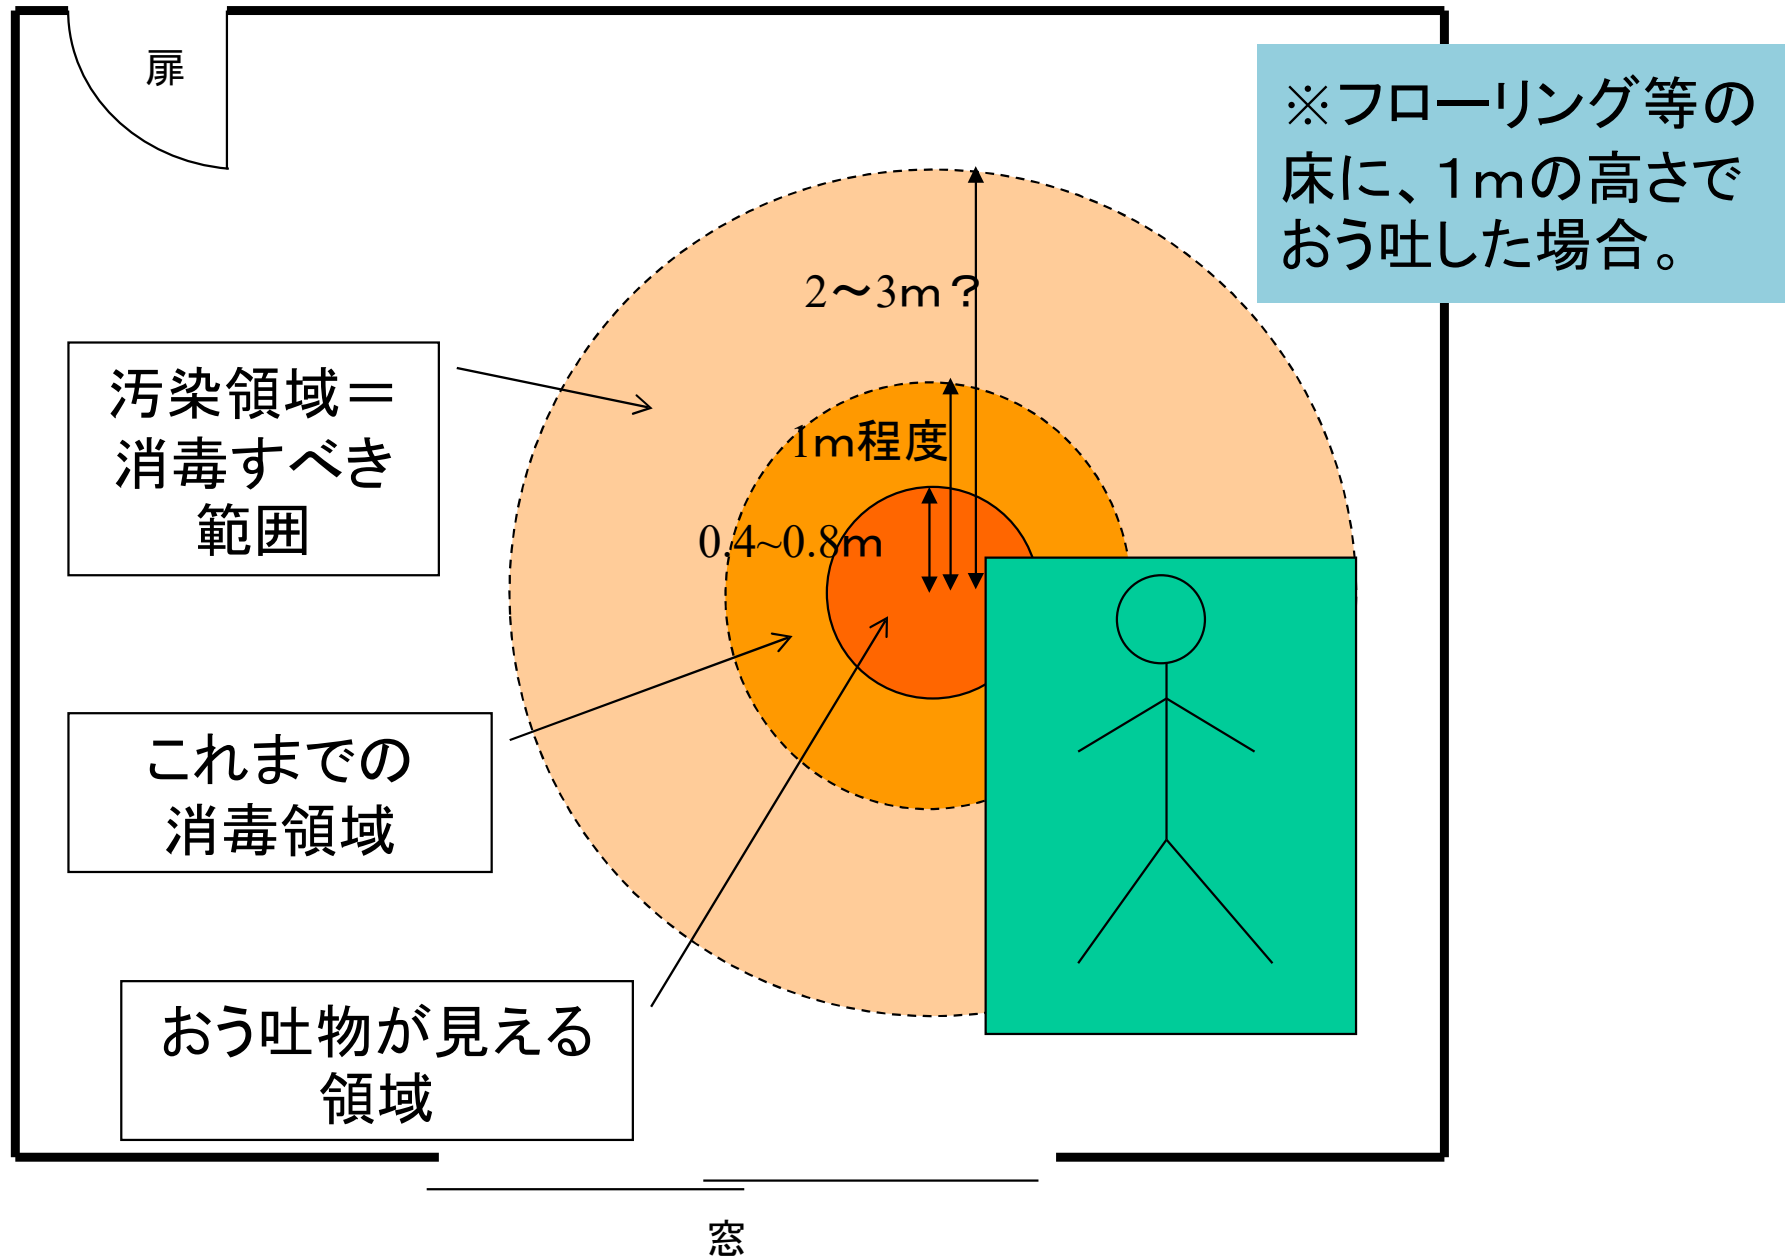 扉
※フローリング等の
床に、1ｍの高さで
おう吐した場合。
2～3ｍ？
汚染領域＝
消毒すべき
範囲
1ｍ程度
0.4~0.8ｍ
これまでの
消毒領域
おう吐物が見える
領域
窓